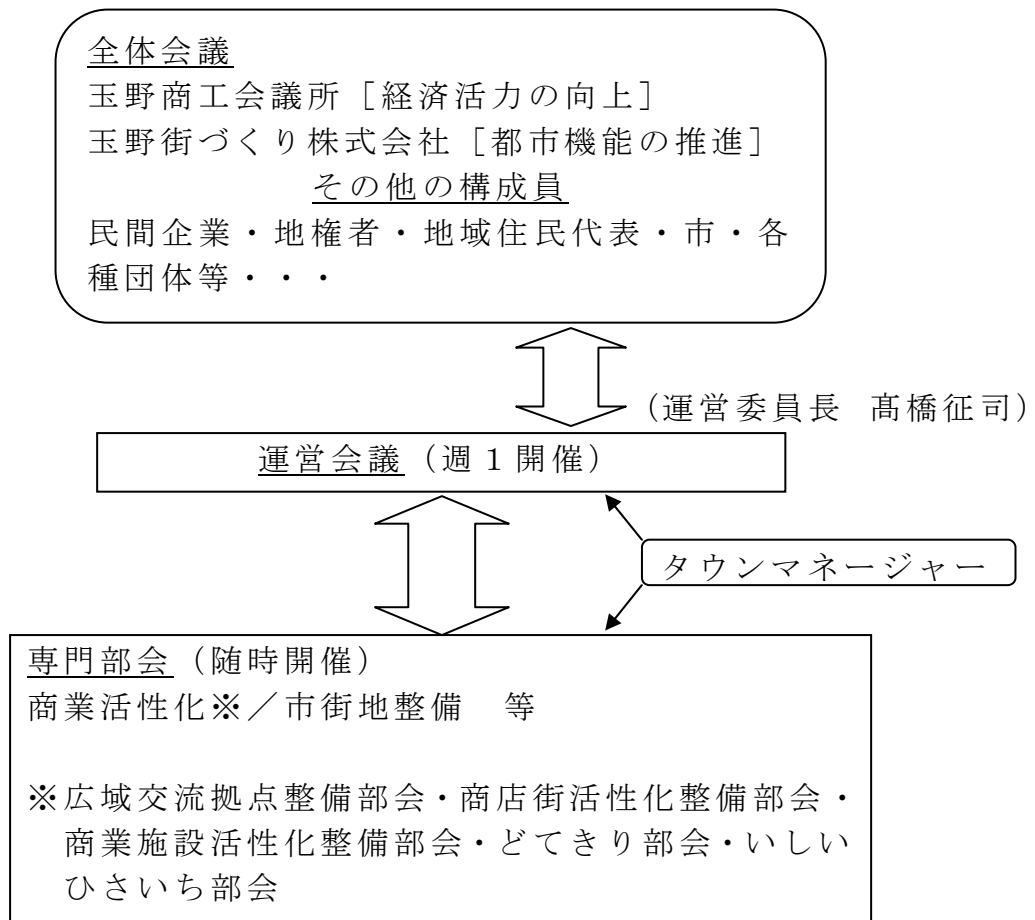 全体会議
玉野商工会議所［経済活力の向上］
玉野街づくり株式会社［都市機能の推進］
その他の構成員
民間企業・地権者・地域住民代表・市・各
種団体等・・・
（運営委員長　髙橋征司）
運営会議（週1開催）
タウンマネージャー
専門部会（随時開催）
商業活性化※／市街地整備　等
※広域交流拠点整備部会・商店街活性化整備部会・
商業施設活性化整備部会・どてきり部会・いしい
ひさいち部会